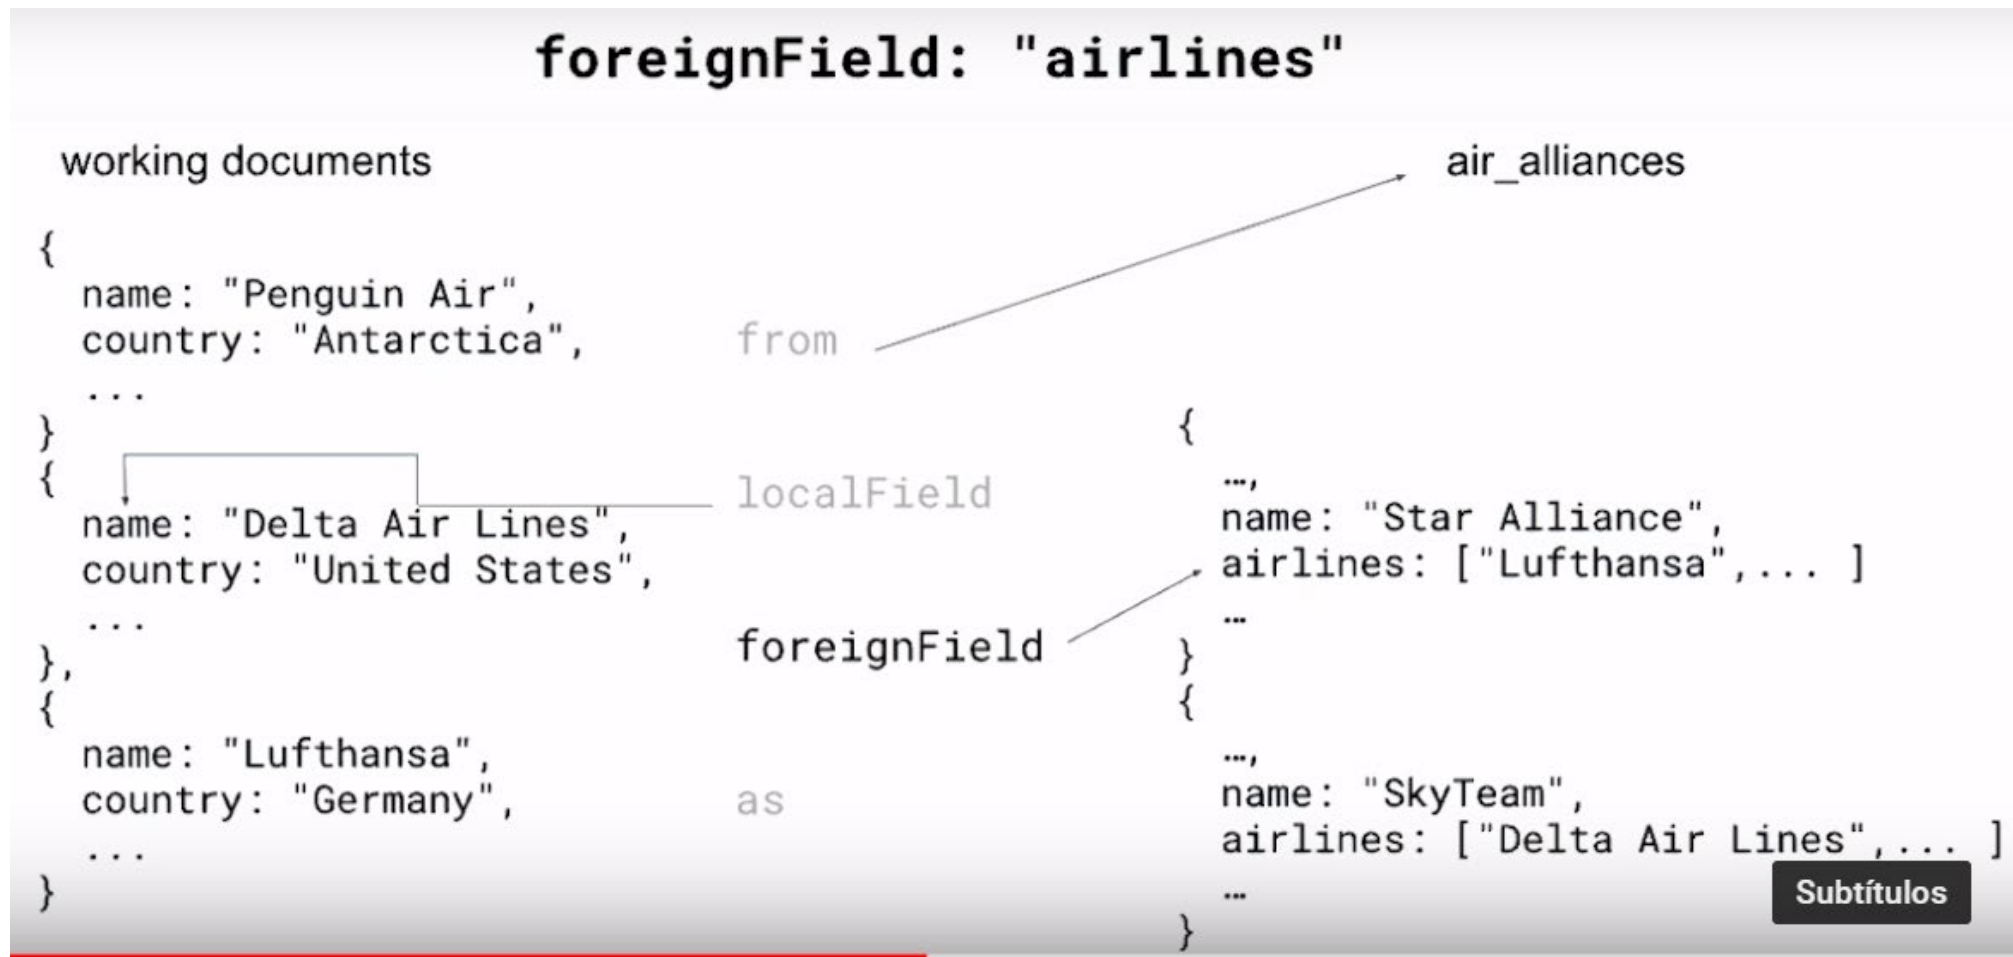 foreignField: "airlines"
working documents
{
name: "Penguin Air",
country: "Antarctica",
...
}
{
name: "Delta Air Lines",
country: "United States",
...
},
{
name: "Lufthansa",
country: "Germany",
...
}
from
localField
foreignField
as
air_alliances
{
...,
name: "Star Alliance",
airlines: ["Lufthansa",... ]
...
}
{
...,
name: "SkyTeam",
airlines: ["Delta Air Lines",... ]
...
}
Subtítulos